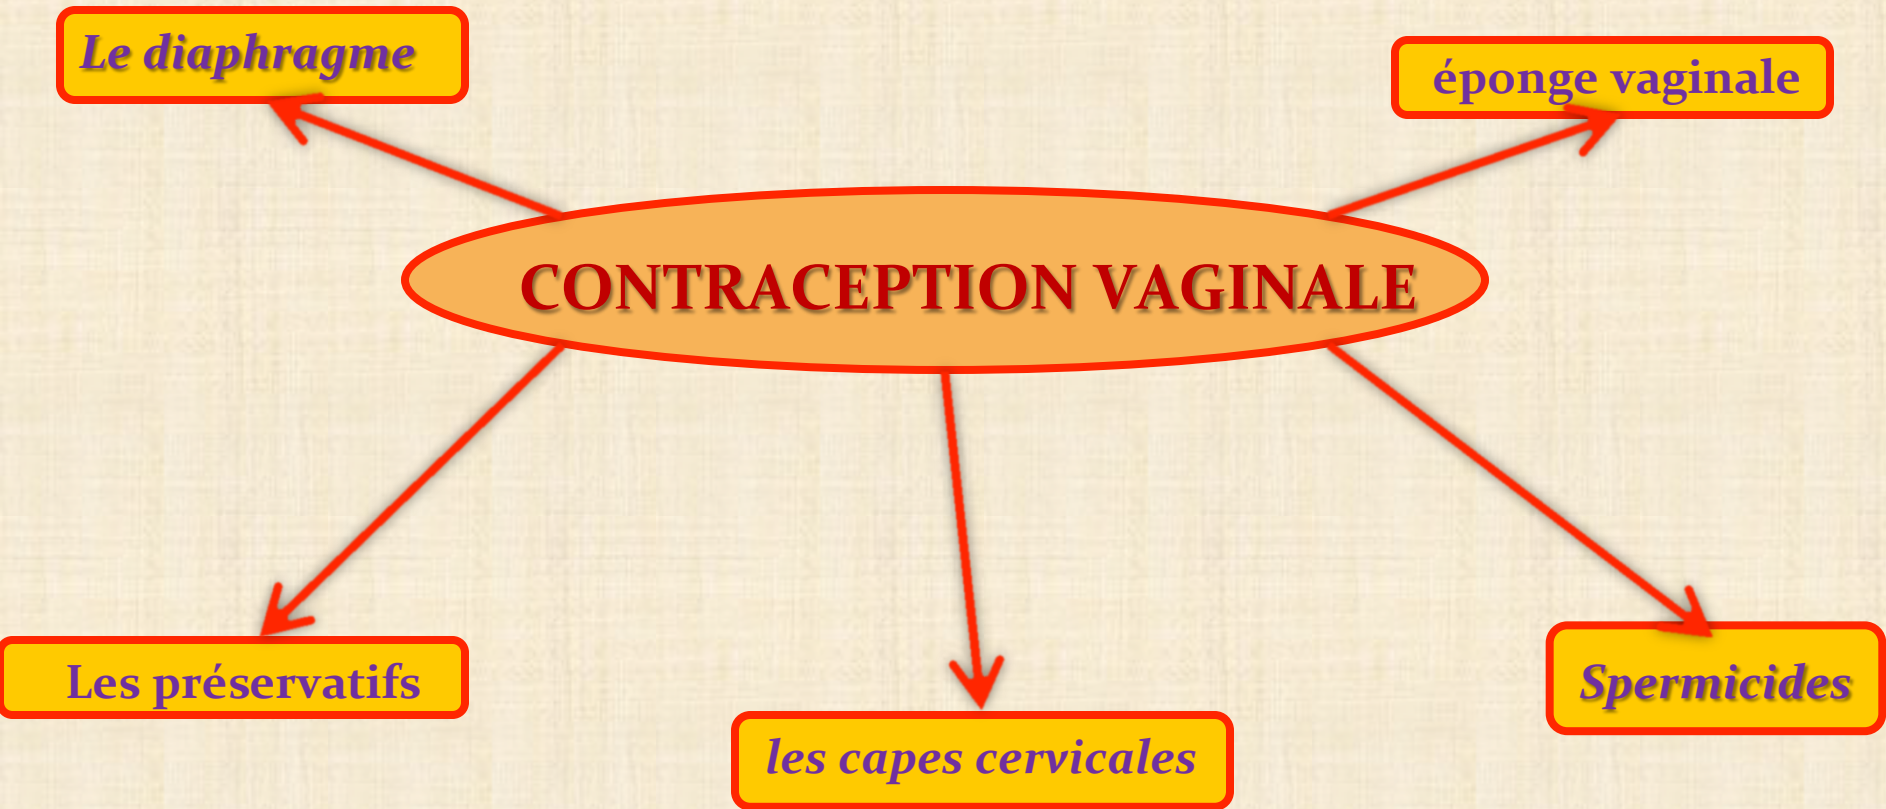 Le diaphragme
éponge vaginale
CONTRACEPTION VAGINALE
Les préservatifs
les capes cervicales
Spermicides